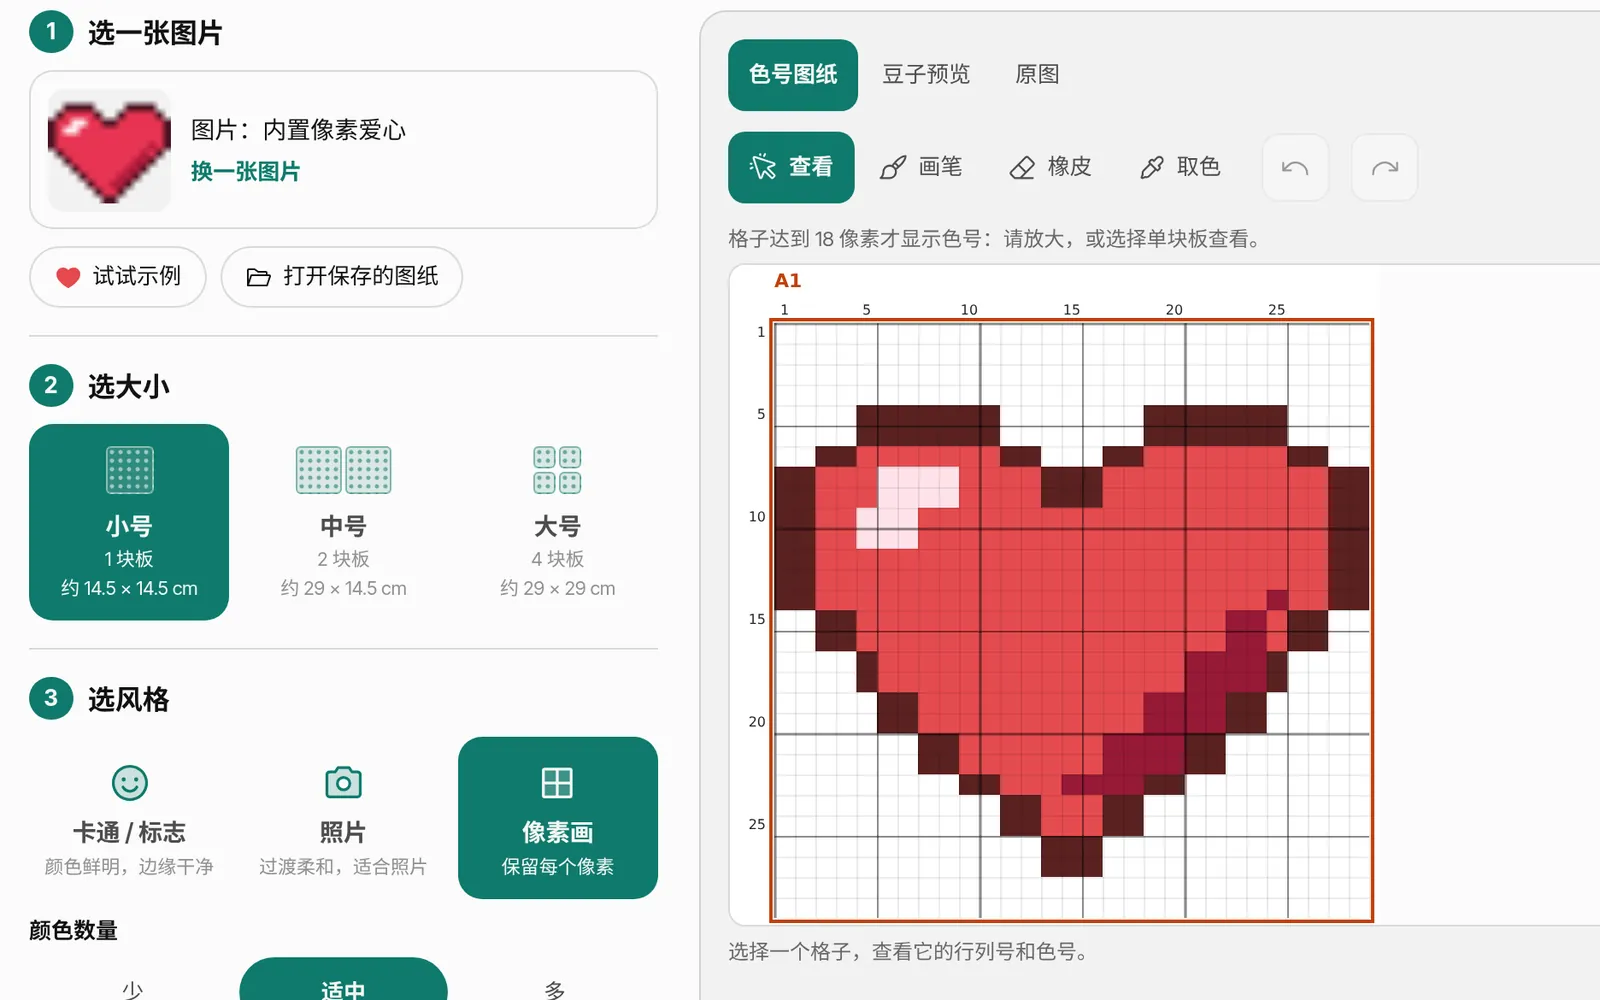 1 选一张图片
图片：内置像素爱心
换一张图片
试试示例
打开保存的图纸
2 选大小
小号
1 块板
约 14.5 × 14.5 cm
中号
2 块板
约 29 × 14.5 cm
大号
4 块板
约 29 × 29 cm
3 选风格
卡通 / 标志
颜色鲜明，边缘干净
照片
过渡柔和，适合照片
像素画
保留每个像素
颜色数量
少
适中
多
色号图纸 豆子预览 原图
查看 画笔 橡皮 取色
格子达到 18 像素才显示色号：请放大，或选择单块板查看。
A1
1 5 10 15 20 25
1
5
10
15
20
25
选择一个格子，查看它的行列号和色号。